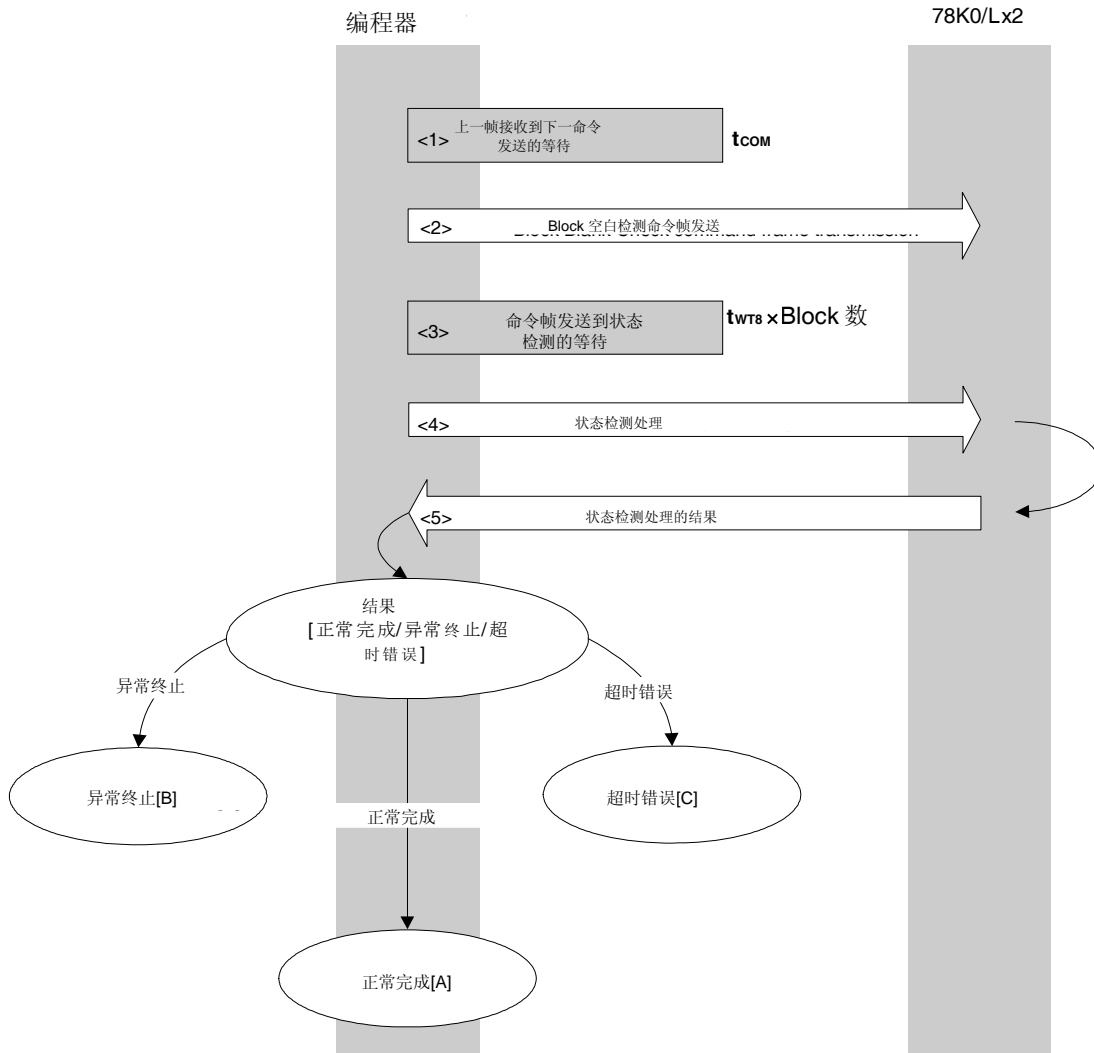 编程器
78K0/Lx2
<1> 上一帧接收到下一命令
发送的等待
tCOM
<2> Block 空白检测命令帧发送
<3> 命令帧发送到状态
检测的等待
tWT8 ×Block 数
<4> 状态检测处理
<5> 状态检测处理的结果
结果
[正常完成/异常终止/超
时错误]
异常终止
超时错误
异常终止[B]
超时错误[C]
正常完成
正常完成[A]